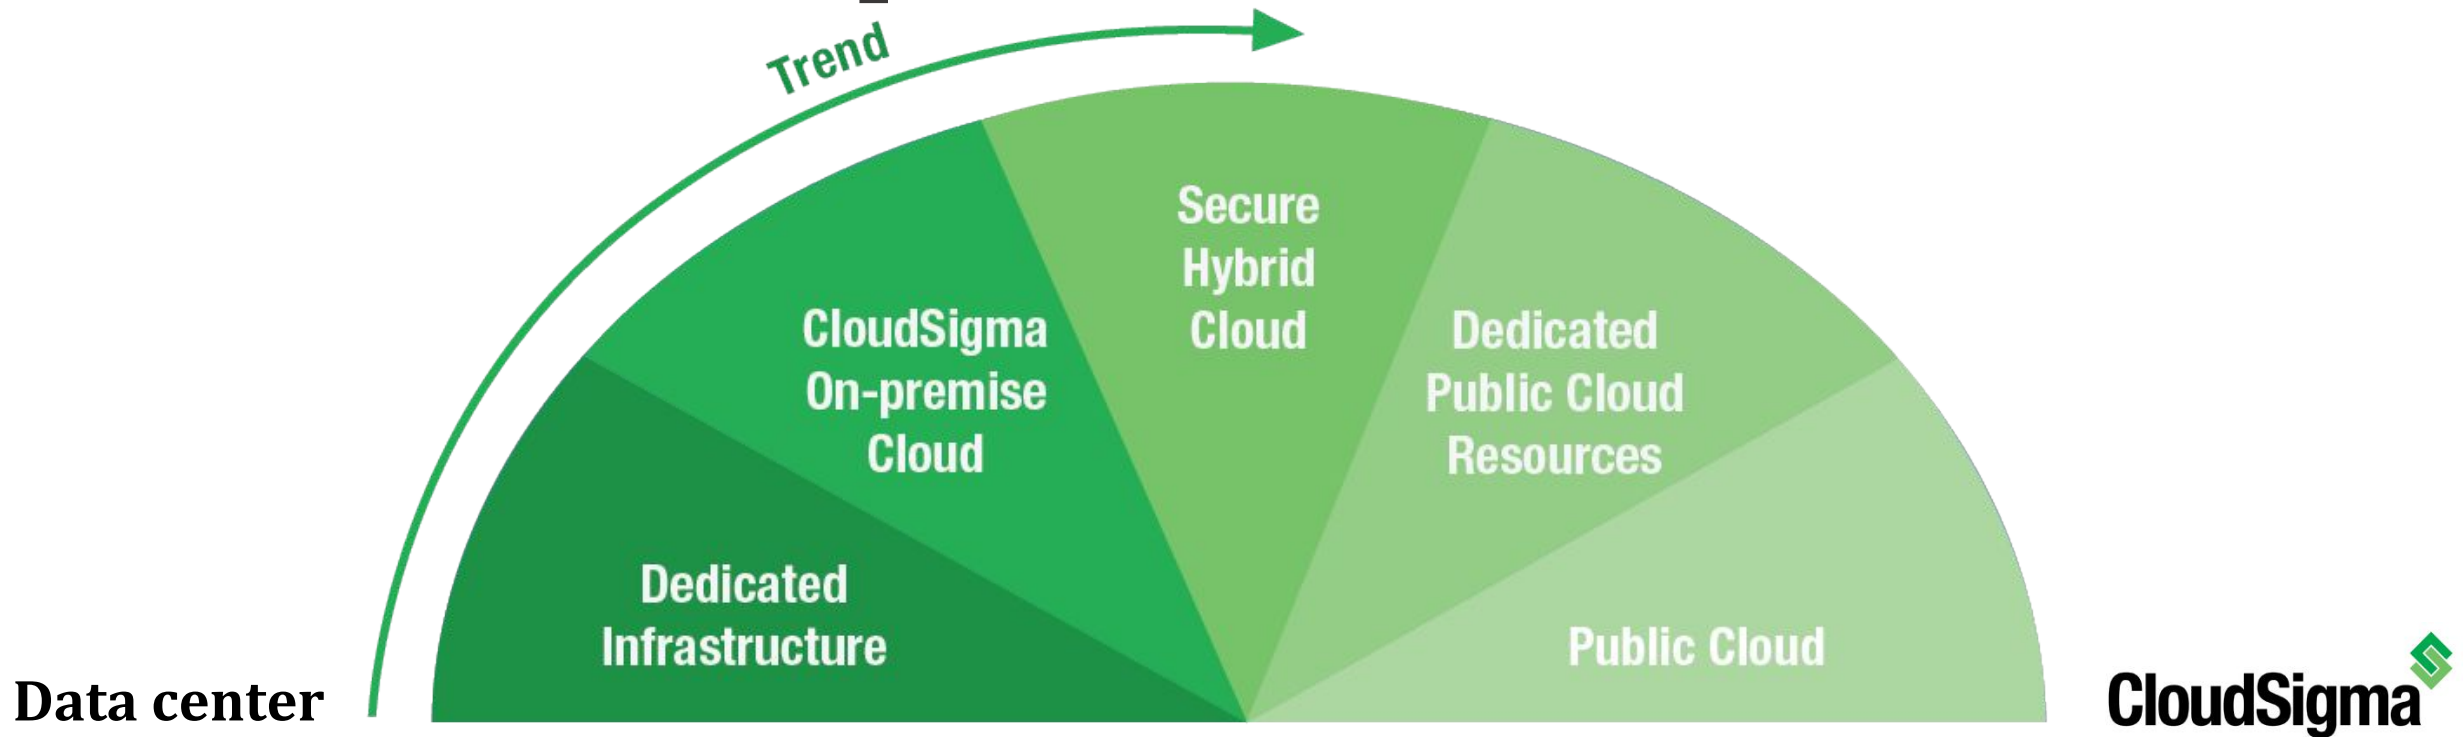 Trend
Secure
Hybrid
Cloud
CloudSigma
On-premise
Cloud
Dedicated
Public Cloud
Resources
Dedicated
Infrastructure
Public Cloud
Data center
CloudSigma